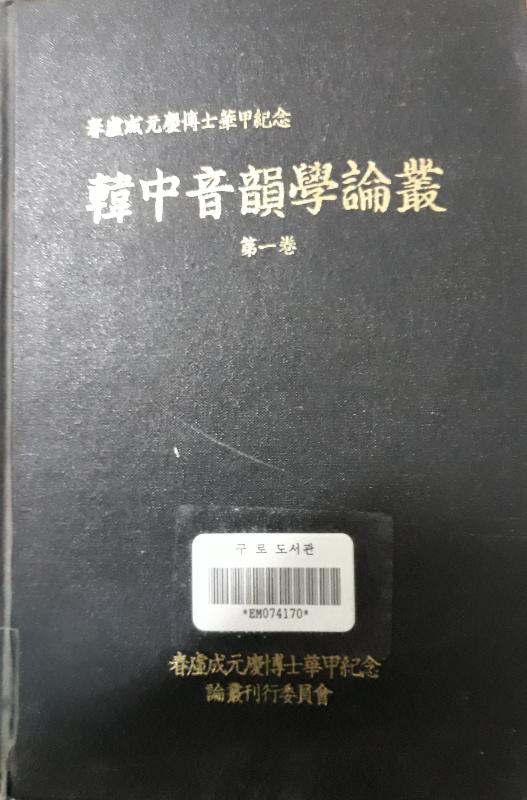 春虛成元慶博士華甲紀念
韓中音韻學論叢
第一卷
구로도서관
*EM074170*
春虛成元慶博士華甲紀念
論叢刊行委員會